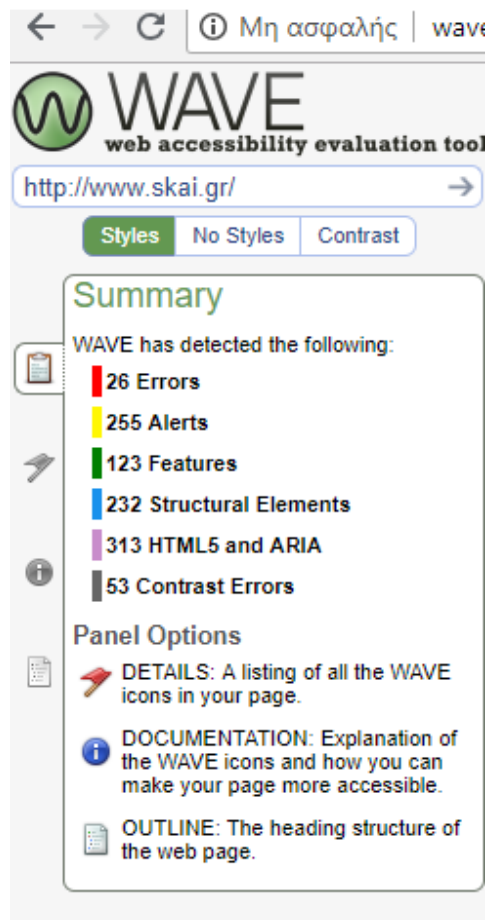 Μη ασφαλής | wave
WAVE
web accessibility evaluation tool
http://www.skai.gr/
Styles No Styles Contrast
Summary
WAVE has detected the following:
26 Errors
255 Alerts
123 Features
232 Structural Elements
313 HTML5 and ARIA
53 Contrast Errors
Panel Options
DETAILS: A listing of all the WAVE
icons in your page.
DOCUMENTATION: Explanation of
the WAVE icons and how you can
make your page more accessible.
OUTLINE: The heading structure of
the web page.